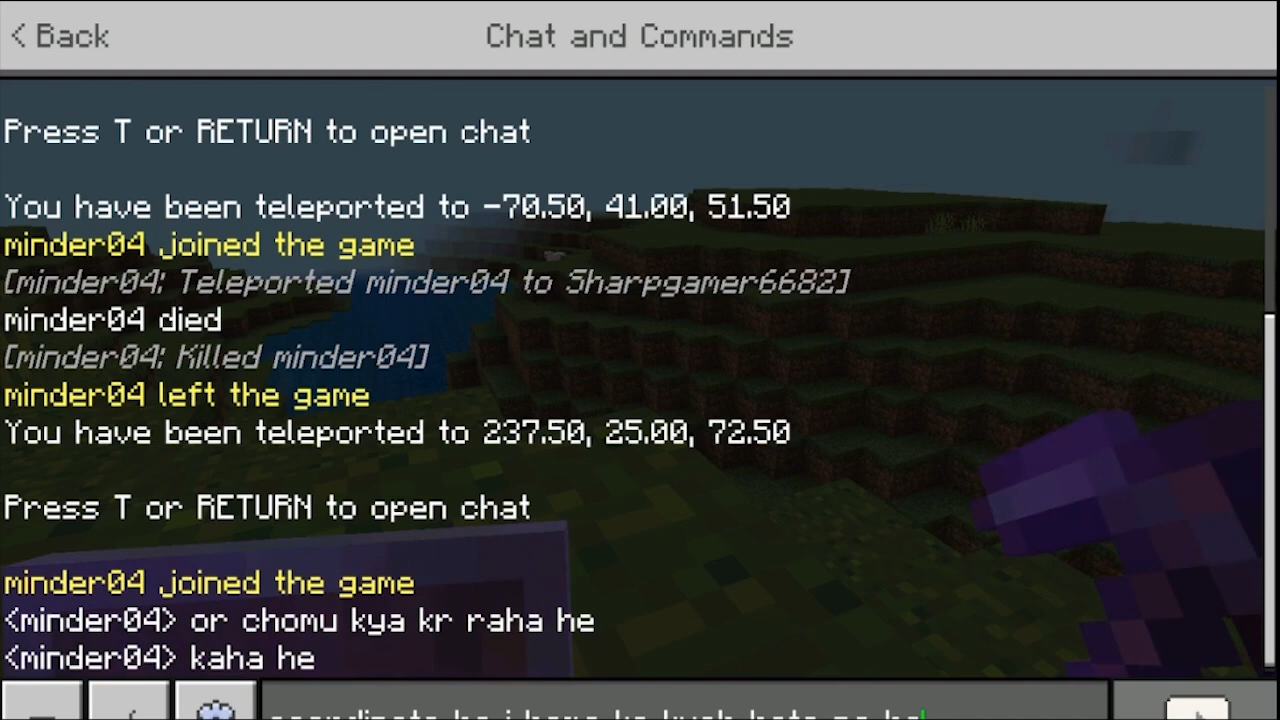 < Back
Chat and Commands
Press T or RETURN to open chat
You have been teleported to -70.50, 41.00, 51.50
minder04 joined the game
[minder04: Teleported minder04 to Sharpgamer6682]
minder04 died
[minder04: Killed minder04]
minder04 left the game
You have been teleported to 237.50, 25.00, 72.50
Press T or RETURN to open chat
minder04 joined the game
<minder04> or chomu kya kr raha he
<minder04> kaha he